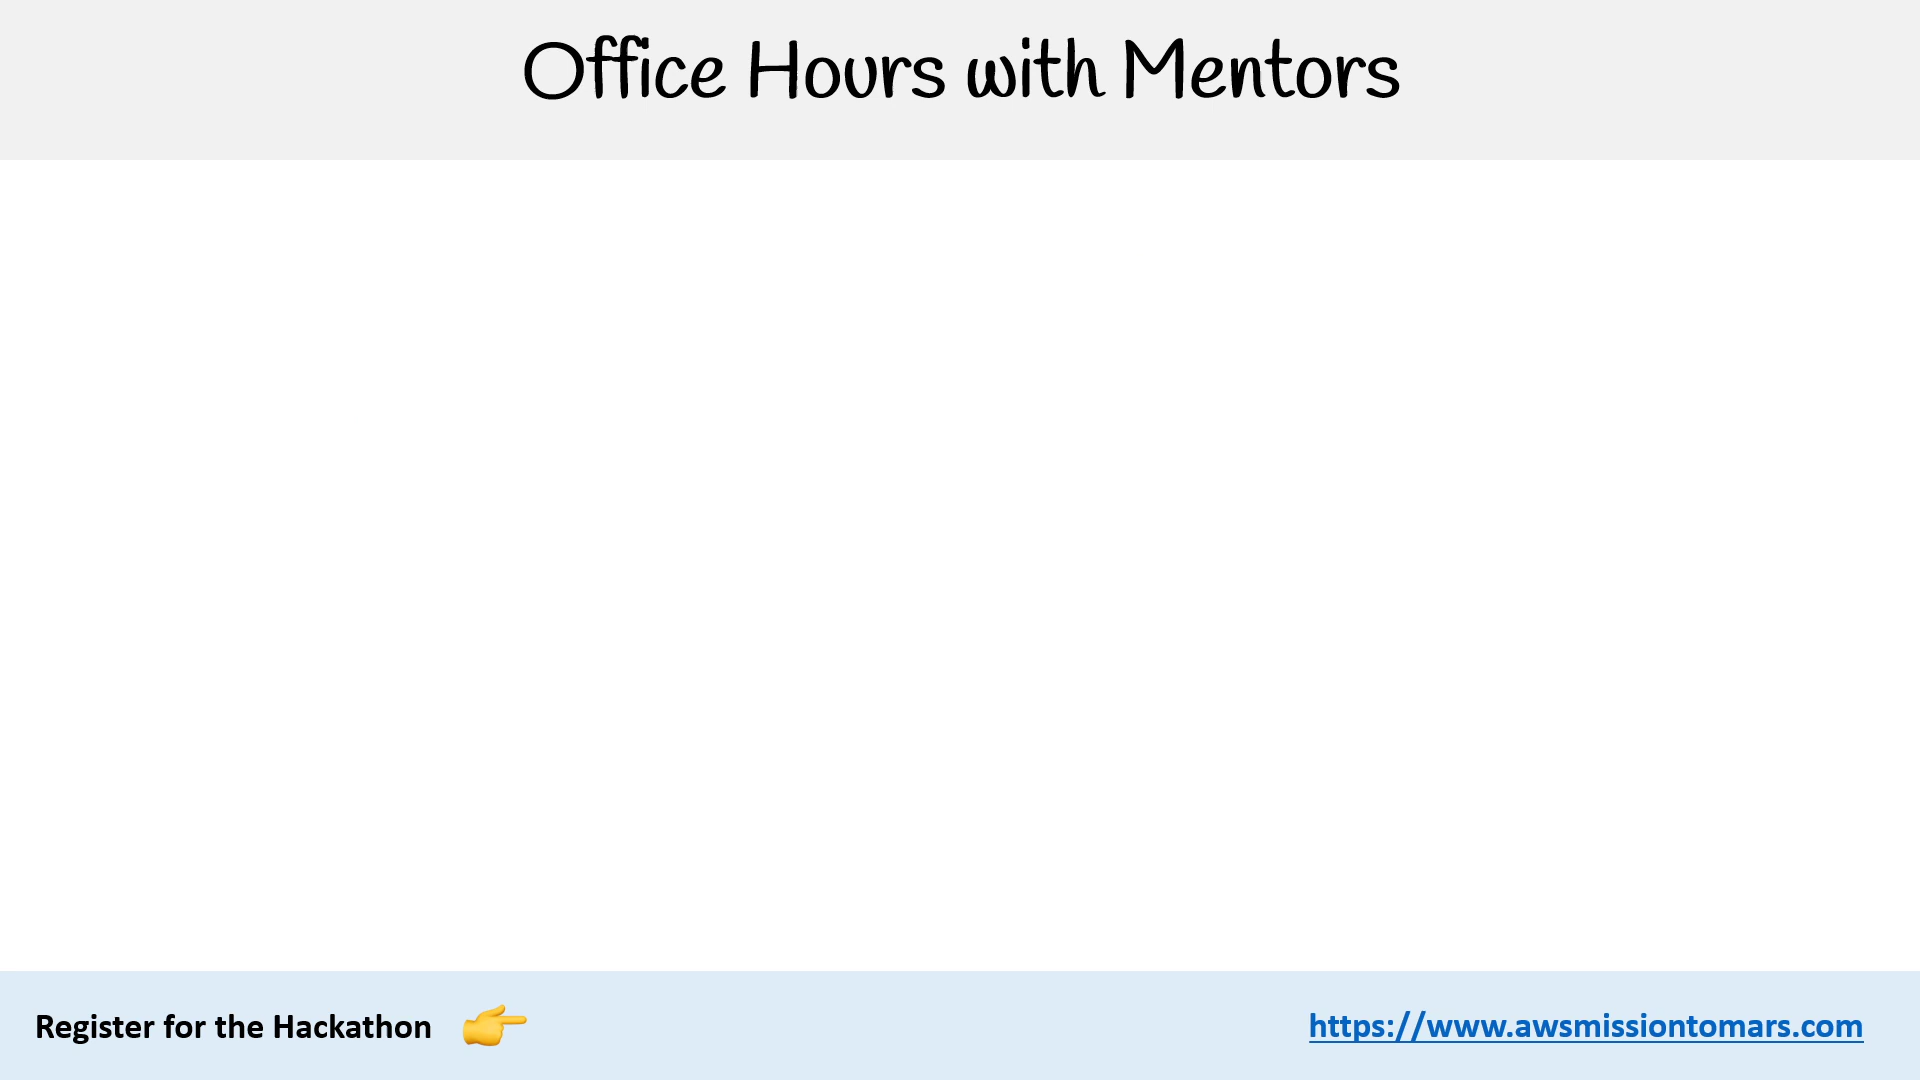 Office Hours with Mentors
Register for the Hackathon 👉 https://www.awsmissiontomars.com